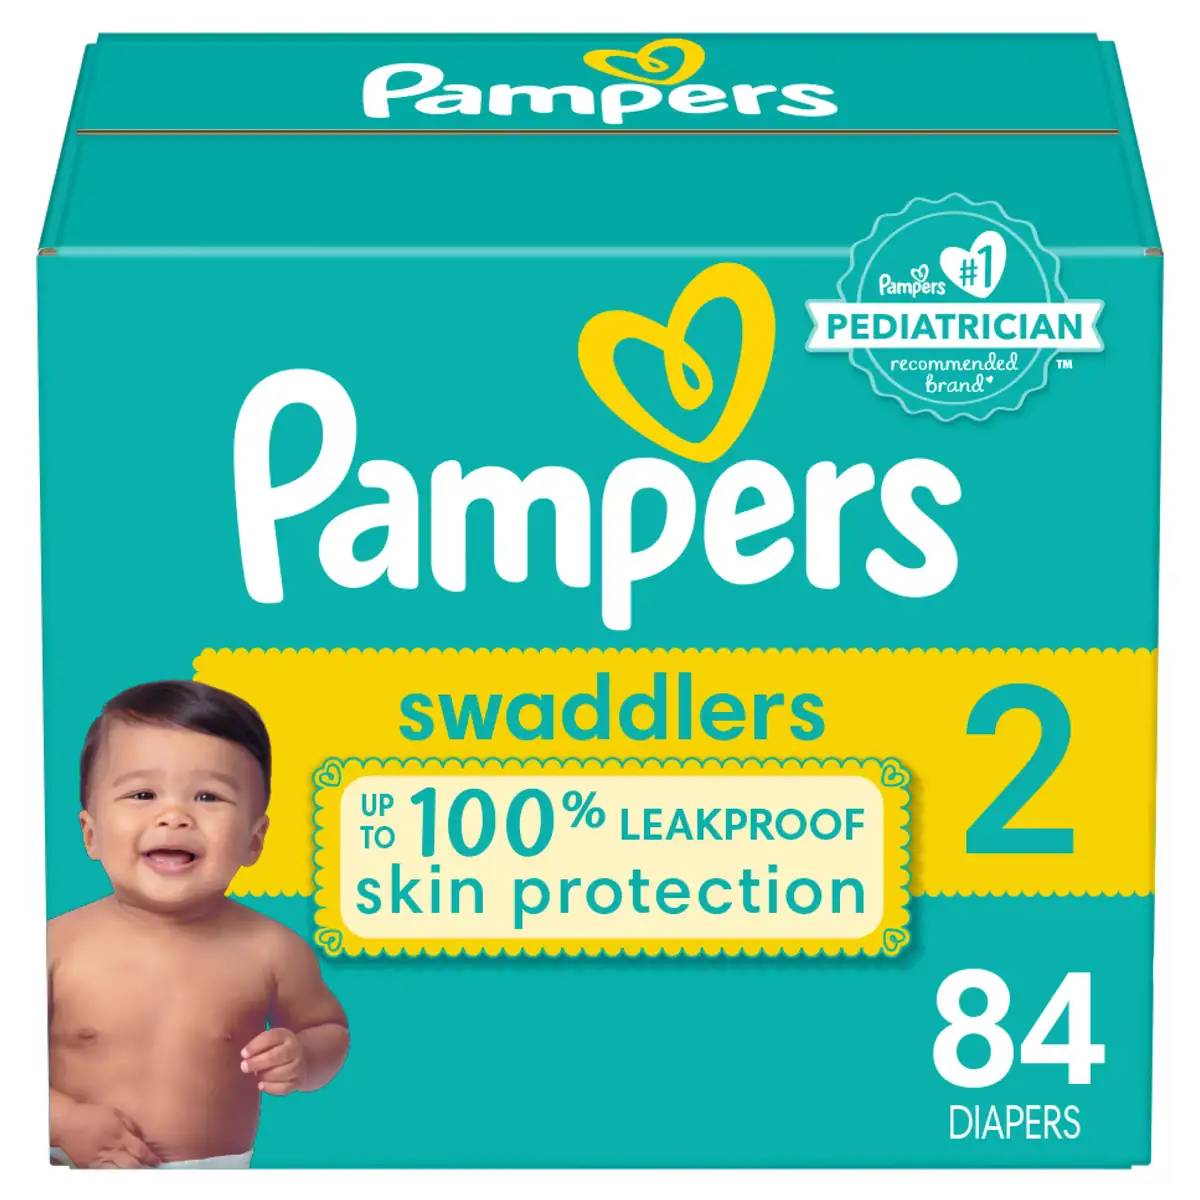 Pampers
Pampers #1
PEDIATRICIAN
recommended
brand
TM
Pampers
swaddlers
2
UP TO 100% LEAKPROOF
skin protection
84
DIAPERS